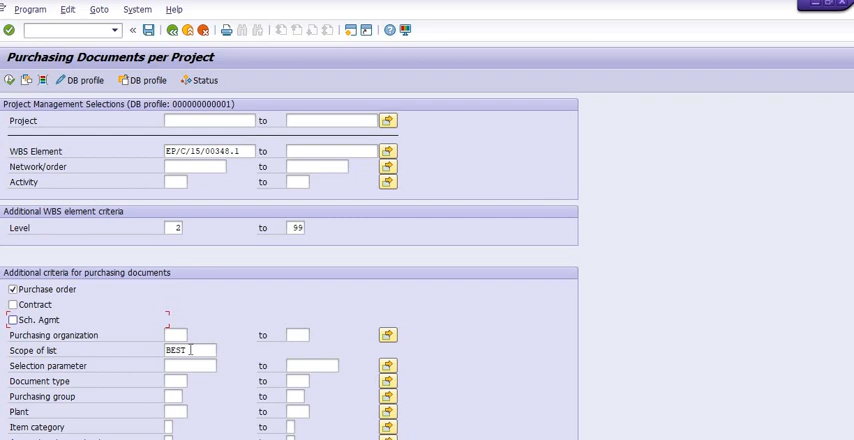 Program Edit Goto System Help
«
Purchasing Documents per Project
DB profile DB profile Status
Project Management Selections (DB profile: 000000000001)
Project to
WBS Element EP/C/15/00348.1 to
Network/order to
Activity to
Additional WBS element criteria
Level 2 to 99
Additional criteria for purchasing documents
Purchase order
Contract
Sch. Agmt
Purchasing organization to
Scope of list BEST
Selection parameter to
Document type to
Purchasing group to
Plant to
Item category to